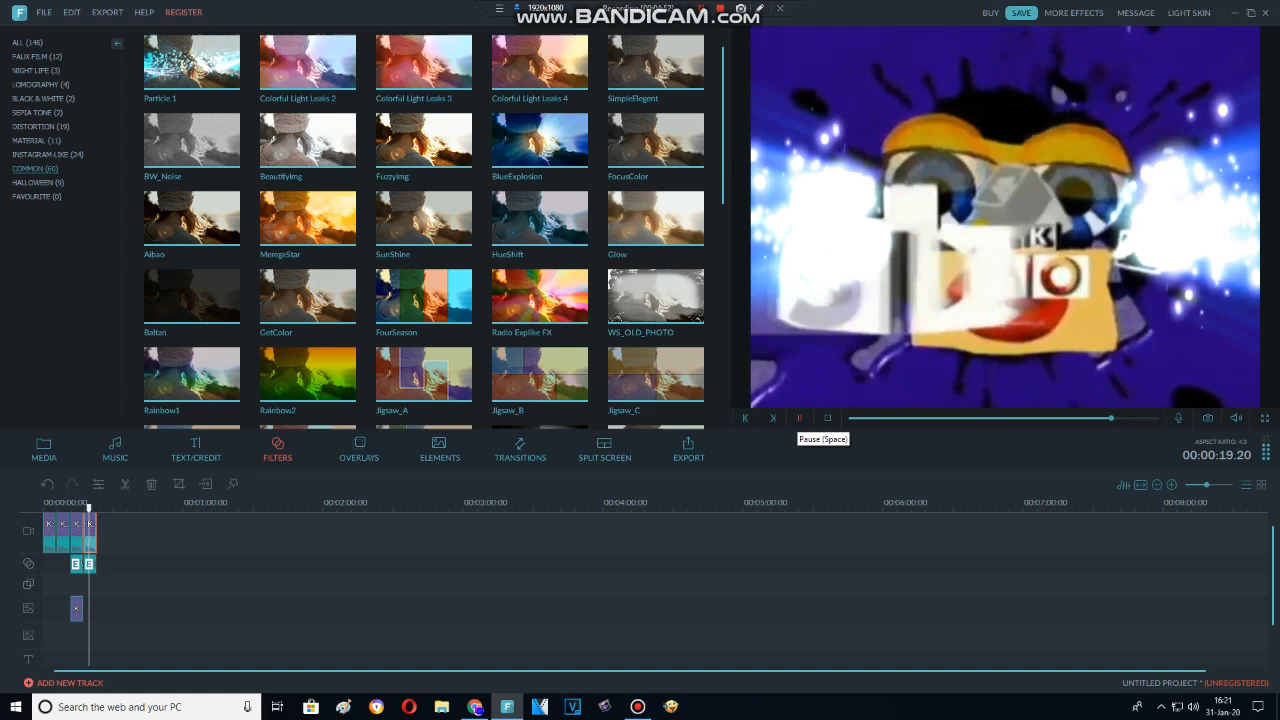 FILE EDIT EXPORT HELP REGISTER
1920x1080
www.BANDICAM.com
BUY SAVE MORE EFFECTS MESSAGE LIGHT SKIN
ALL (146)
FAUX FILM (12)
NIGHT LIFE (3)
LOMOGRAPHY (4)
BLACK & WHITE (2)
SEPIA TONE (2)
DISTORTION (19)
MATERIAL (11)
INSTAGRAM-LIKE (24)
COMMON (60)
HALLOWEEN (9)
FAVOURITE (0)
Particle 1 Colorful Light Leaks 2 Colorful Light Leaks 3 Colorful Light Leaks 4 SimpleElegent
BW_Noise BeautifyImg FuzzyImg BlueExplosion FocusColor
Aibao MeregeStar SunShine HueShift Glow
Baltan GetColor FourSeason Radio Explike FX WS_OLD_PHOTO
Rainbow1 Rainbow2 Jigsaw_A Jigsaw_B Jigsaw_C
K
Pause (Space)
MEDIA MUSIC TEXT/CREDIT FILTERS OVERLAYS ELEMENTS TRANSITIONS SPLIT SCREEN EXPORT
ASPECT RATIO: 4:3
00:00:19.20
00:00:00:00 00:01:00:00 00:02:00:00 00:03:00:00 00:04:00:00 00:05:00:00 00:06:00:00 00:07:00:00 00:08:00:00
K K K K
E E
K
ADD NEW TRACK
UNTITLED PROJECT * (UNREGISTERED)
Search the web and your PC
16:21
31-Jan-20